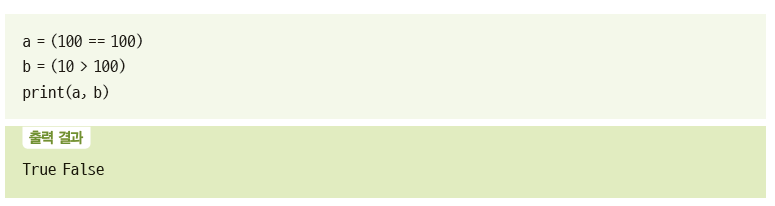 a = (100 == 100)
b = (10 > 100)
print(a, b)
출력 결과
True False